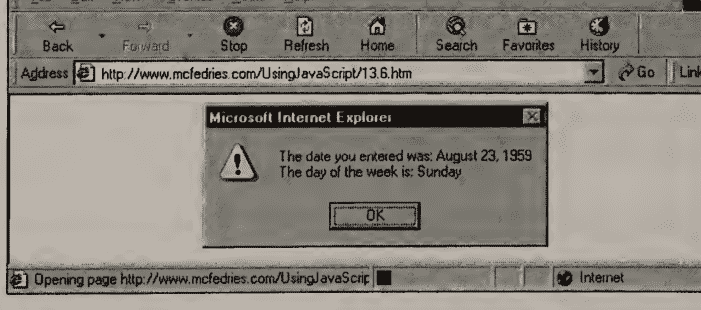 Back
Forward
Stop
Refresh
Home
Search
Favorites
History
Address http://www.mcfedries.com/UsingJavaScript/13.6.htm Go Link
Microsoft Internet Explorer
The date you entered was: August 23, 1959
The day of the week is: Sunday
OK
Opening page http://www.mcfedries.com/UsingJavaScrip Internet